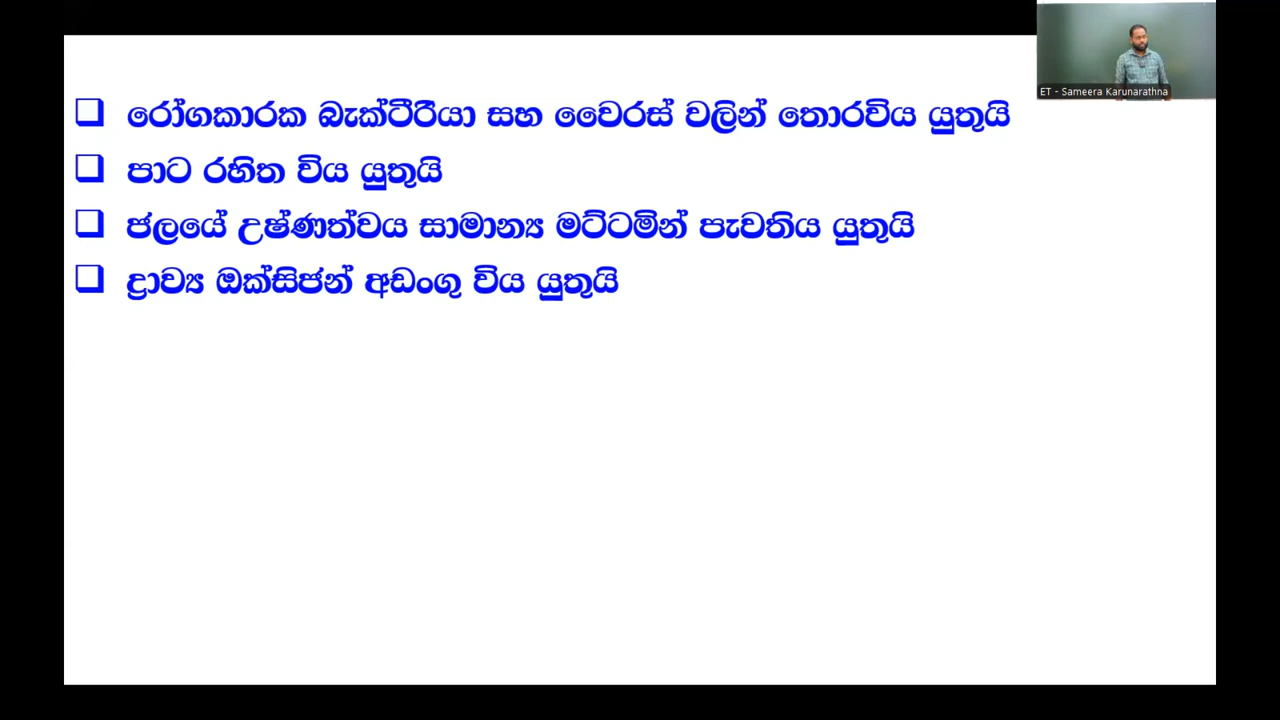 ET - Sameera Karunarathna
රෝගකාරක බැක්ටීරියා සහ වෛරස් වලින් තොරවිය යුතුයි
පාට රහිත විය යුතුයි
ජලයේ උෂ්ණත්වය සාමාන්‍ය මට්ටමින් පැවතිය යුතුයි
ද්‍රාව්‍ය ඔක්සිජන් අඩංගු විය යුතුයි